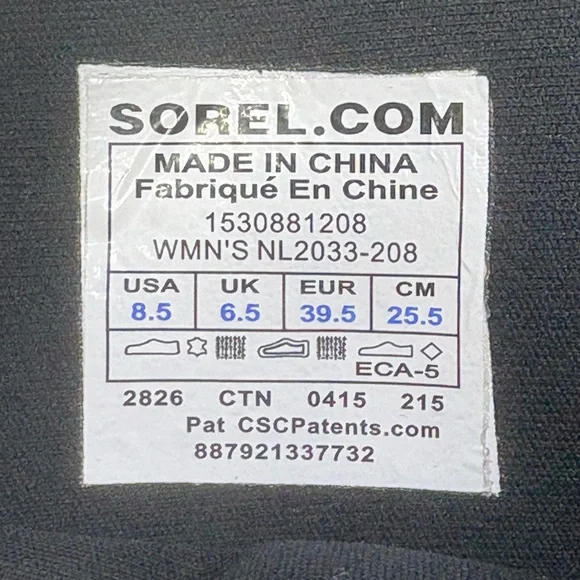 SOREL.COM
MADE IN CHINA
Fabriqué En Chine
1530881208
WMN'S NL2033-208
USA UK EUR CM
8.5 6.5 39.5 25.5
ECA-5
2826 CTN 0415 215
Pat CSCPatents.com
887921337732